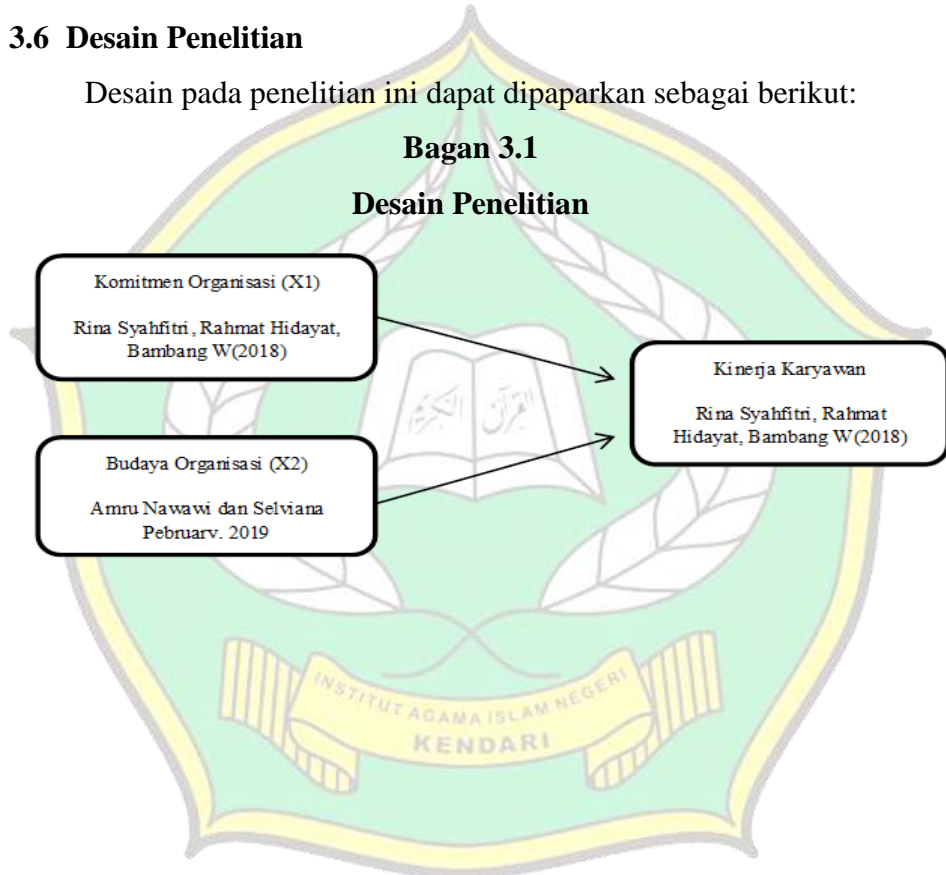 3.6 Desain Penelitian
Desain pada penelitian ini dapat dipaparkan sebagai berikut:
Bagan 3.1
Desain Penelitian
Komitmen Organisasi (X1)
Rina Syahfitri, Rahmat Hidayat,
Bambang W(2018)
Kinerja Karyawan
Rina Syahfitri, Rahmat
Hidayat, Bambang W(2018)
Budaya Organisasi (X2)
Amru Nawawi dan Selviana
Pebruary. 2019
القرآن الكريم
INSTITUT AGAMA ISLAM NEGERI
KENDARI